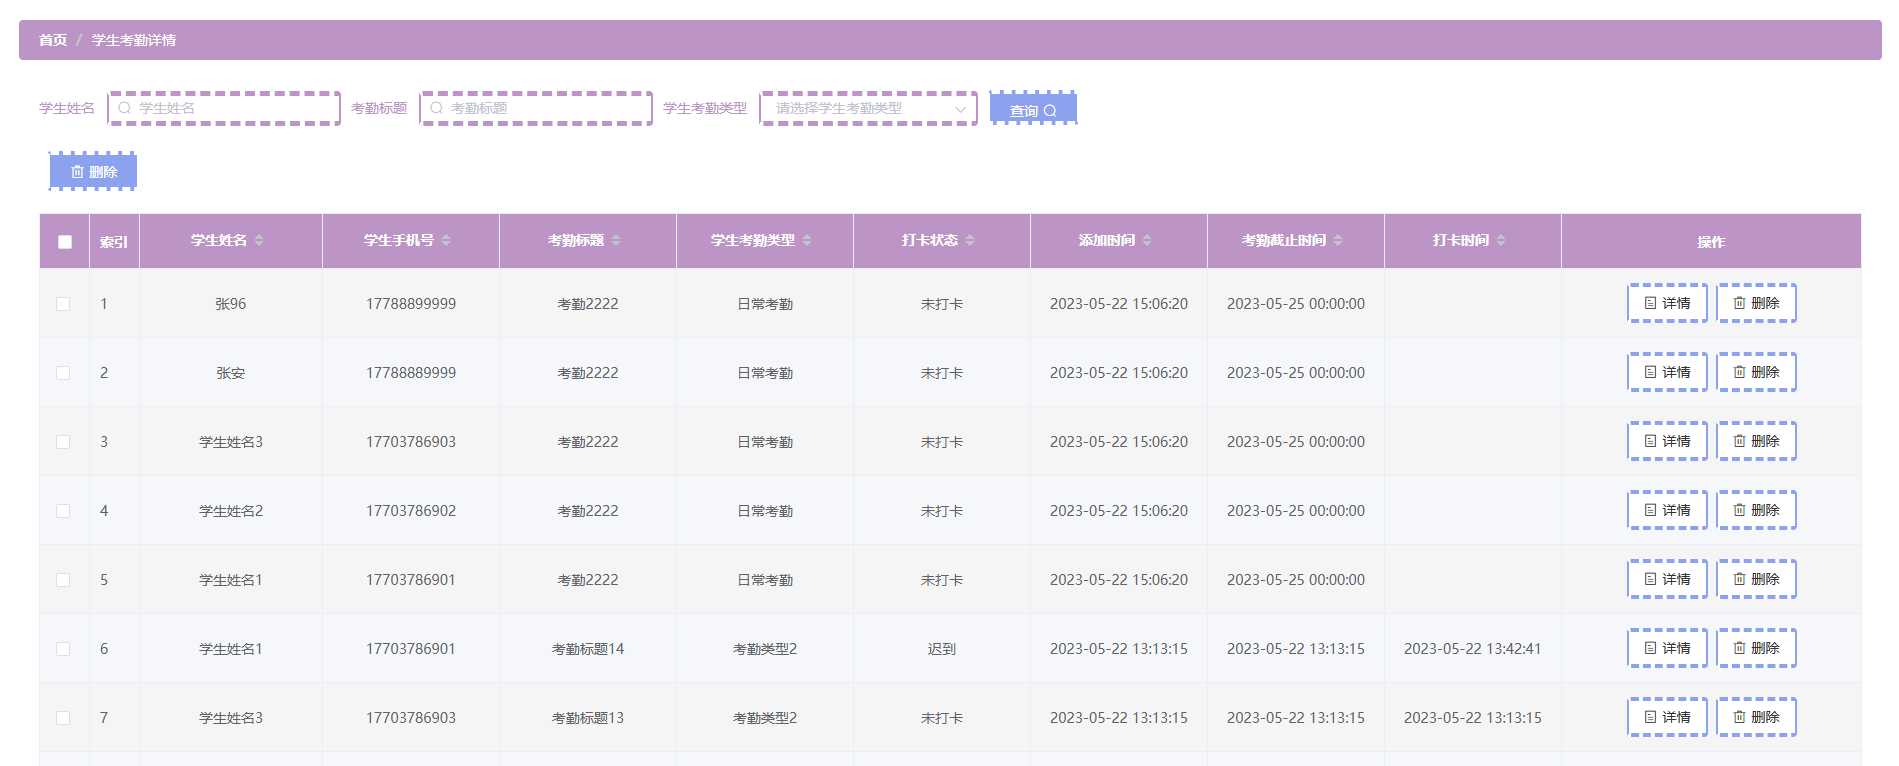 首页 / 学生考勤详情
学生姓名 学生姓名 考勤标题 考勤标题 学生考勤类型 请选择学生考勤类型 查询
删除
索引 学生姓名 学生手机号 考勤标题 学生考勤类型 打卡状态 添加时间 考勤截止时间 打卡时间 操作
1 张96 17788899999 考勤2222 日常考勤 未打卡 2023-05-22 15:06:20 2023-05-25 00:00:00 详情 删除
2 张安 17788889999 考勤2222 日常考勤 未打卡 2023-05-22 15:06:20 2023-05-25 00:00:00 详情 删除
3 学生姓名3 17703786903 考勤2222 日常考勤 未打卡 2023-05-22 15:06:20 2023-05-25 00:00:00 详情 删除
4 学生姓名2 17703786902 考勤2222 日常考勤 未打卡 2023-05-22 15:06:20 2023-05-25 00:00:00 详情 删除
5 学生姓名1 17703786901 考勤2222 日常考勤 未打卡 2023-05-22 15:06:20 2023-05-25 00:00:00 详情 删除
6 学生姓名1 17703786901 考勤标题14 考勤类型2 迟到 2023-05-22 13:13:15 2023-05-22 13:13:15 2023-05-22 13:42:41 详情 删除
7 学生姓名3 17703786903 考勤标题13 考勤类型2 未打卡 2023-05-22 13:13:15 2023-05-22 13:13:15 2023-05-22 13:13:15 详情 删除